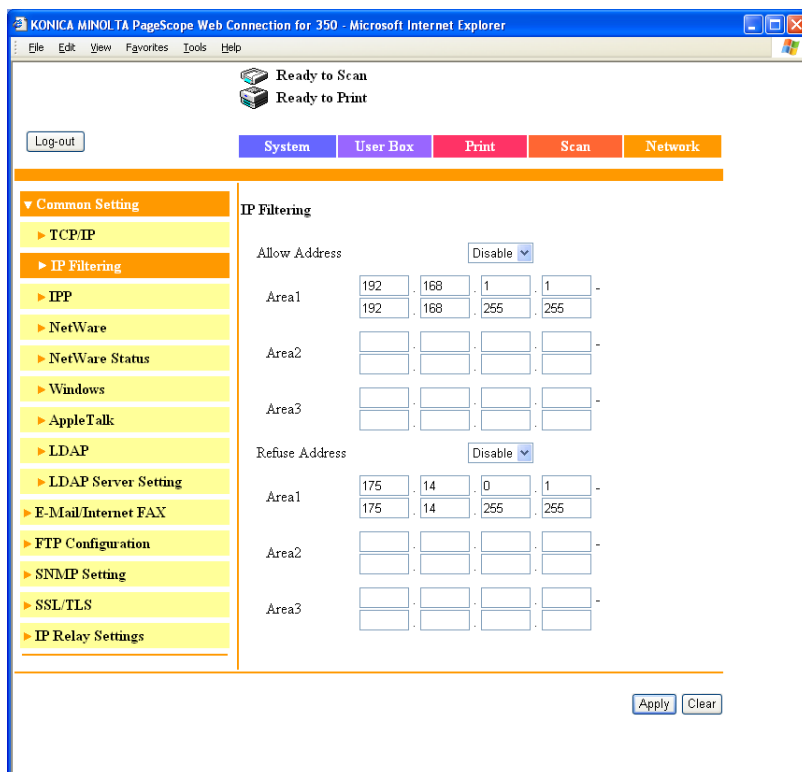 KONICA MINOLTA PageScope Web Connection for 350 - Microsoft Internet Explorer
File Edit View Favorites Tools Help
Ready to Scan
Ready to Print
Log-out
System User Box Print Scan Network
▼ Common Setting
► TCP/IP
► IP Filtering
► IPP
► NetWare
► NetWare Status
► Windows
► AppleTalk
► LDAP
► LDAP Server Setting
► E-Mail/Internet FAX
► FTP Configuration
► SNMP Setting
► SSL/TLS
► IP Relay Settings
IP Filtering
Allow Address Disable
Area1 192 . 168 . 1 . 1 -
192 . 168 . 255 . 255
Area2 . . . -
. . .
Area3 . . . -
. . .
Refuse Address Disable
Area1 175 . 14 . 0 . 1 -
175 . 14 . 255 . 255
Area2 . . . -
. . .
Area3 . . . -
. . .
Apply Clear